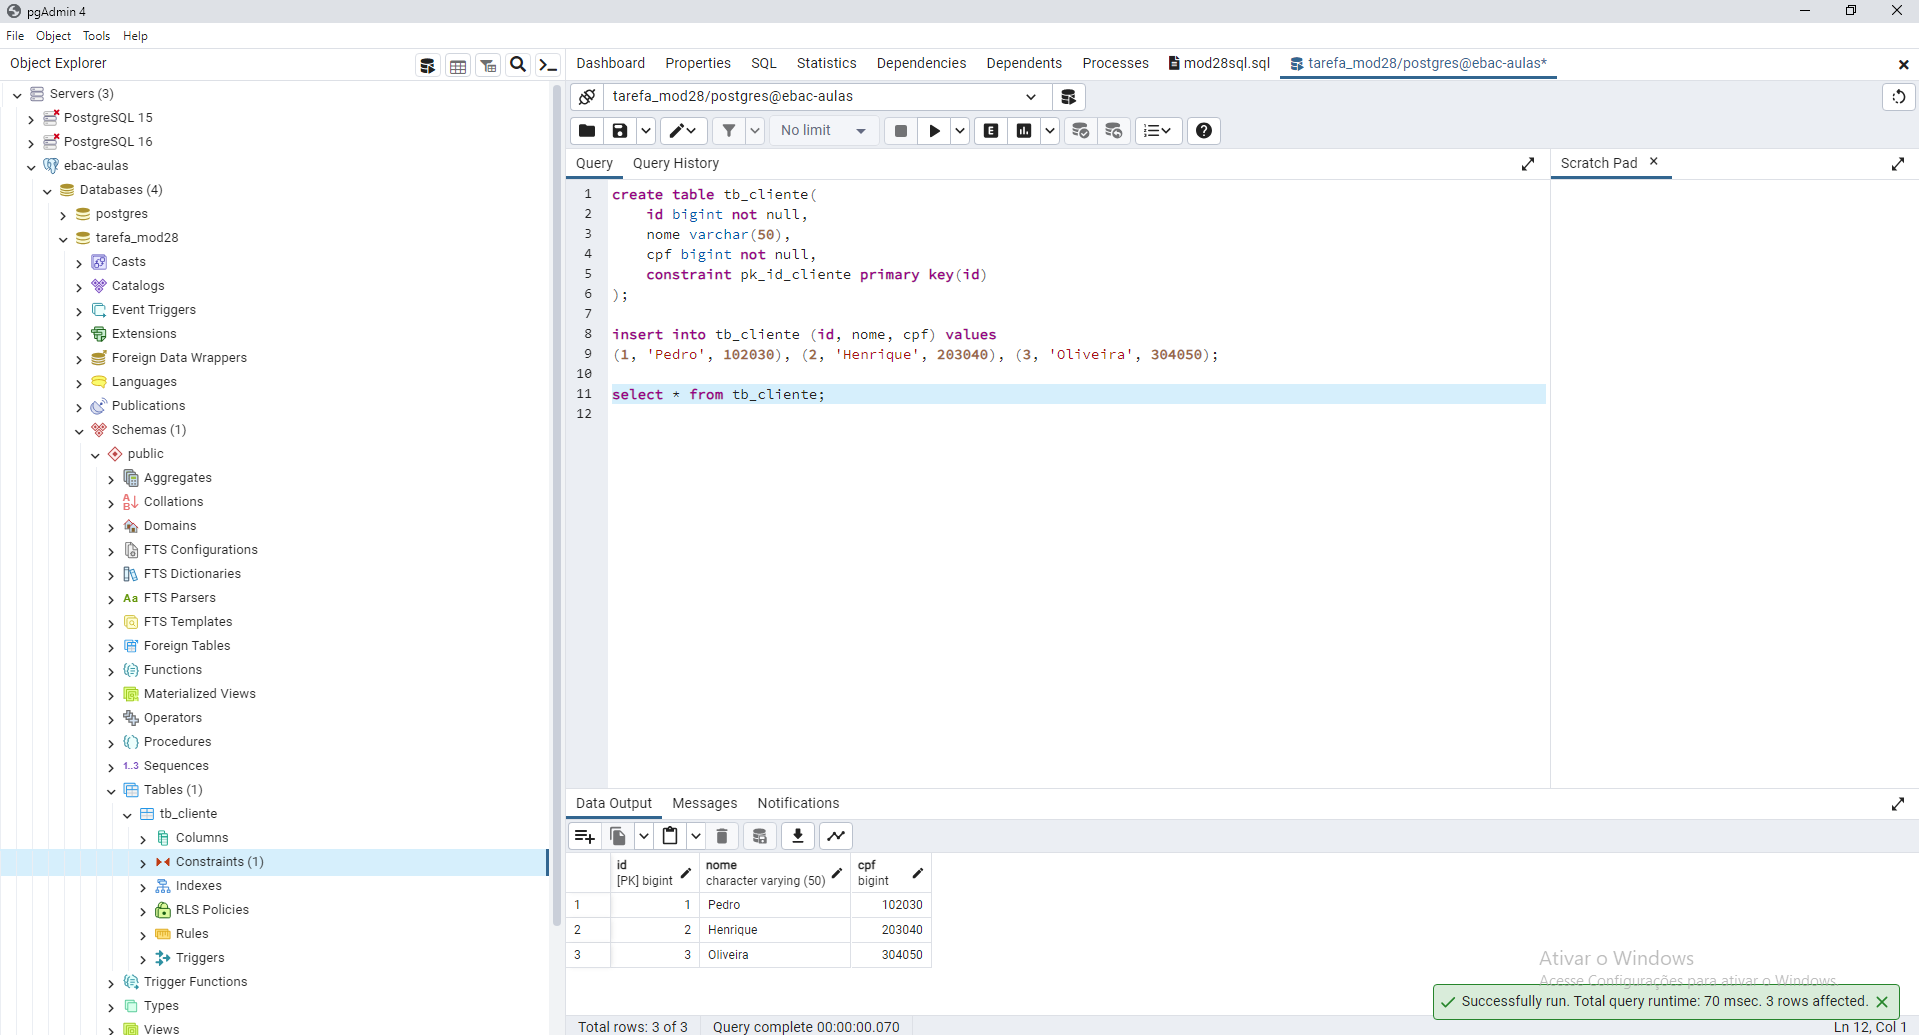 pgAdmin 4
File Object Tools Help
Object Explorer
Servers (3)
PostgreSQL 15
PostgreSQL 16
ebac-aulas
Databases (4)
postgres
tarefa_mod28
Casts
Catalogs
Event Triggers
Extensions
Foreign Data Wrappers
Languages
Publications
Schemas (1)
public
Aggregates
Collations
Domains
FTS Configurations
FTS Dictionaries
Aa FTS Parsers
FTS Templates
Foreign Tables
Functions
Materialized Views
Operators
Procedures
1..3 Sequences
Tables (1)
tb_cliente
Columns
Constraints (1)
Indexes
RLS Policies
Rules
Triggers
Trigger Functions
Types
Views
Dashboard Properties SQL Statistics Dependencies Dependents Processes mod28sql.sql tarefa_mod28/postgres@ebac-aulas*
tarefa_mod28/postgres@ebac-aulas
No limit E
Query Query History
Scratch Pad
1 create table tb_cliente(
2 id bigint not null,
3 nome varchar(50),
4 cpf bigint not null,
5 constraint pk_id_cliente primary key(id)
6 );
7
8 insert into tb_cliente (id, nome, cpf) values
9 (1, 'Pedro', 102030), (2, 'Henrique', 203040), (3, 'Oliveira', 304050);
10
11 select * from tb_cliente;
12
Data Output Messages Notifications
id nome cpf
[PK] bigint character varying (50) bigint
1 1 Pedro 102030
2 2 Henrique 203040
3 3 Oliveira 304050
Ativar o Windows
Acesse Configurações para ativar o Windows.
Successfully run. Total query runtime: 70 msec. 3 rows affected.
Total rows: 3 of 3 Query complete 00:00:00.070 Ln 12, Col 1